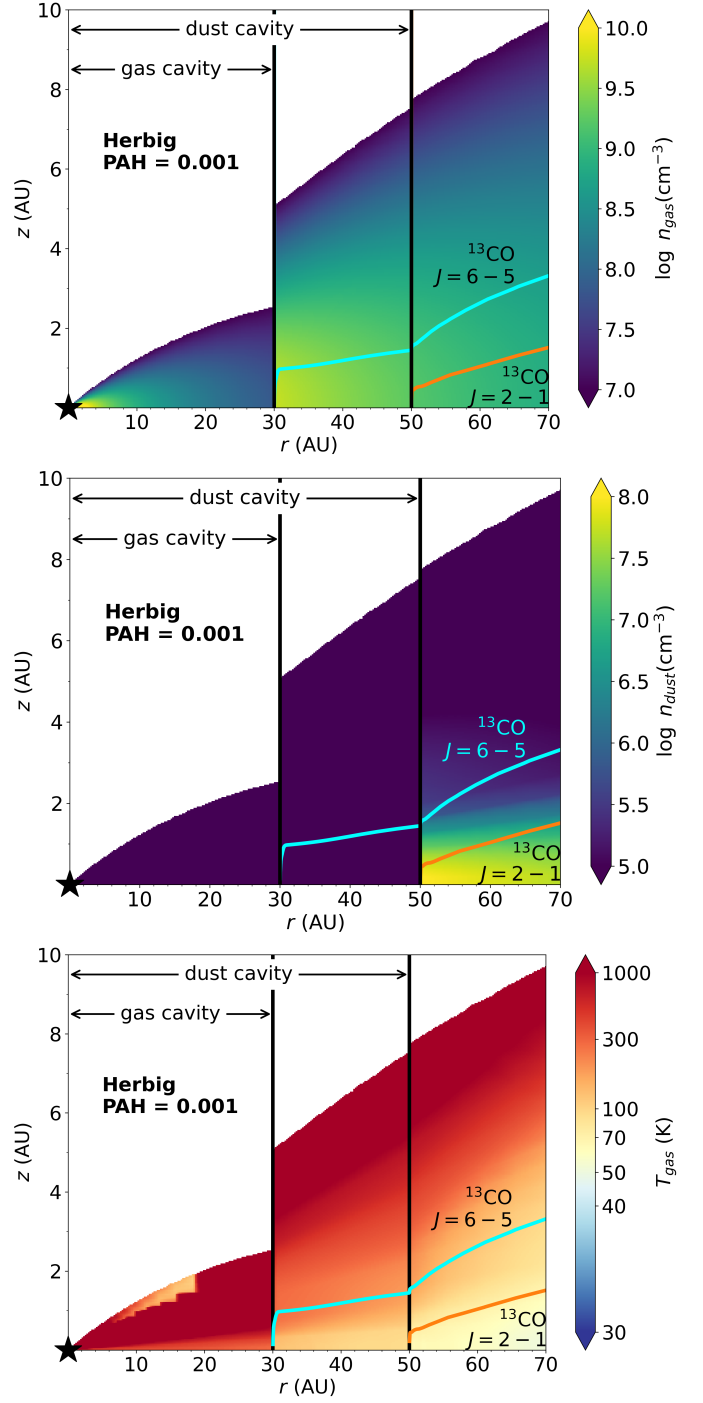 10
8
6
4
2
z (AU)
dust cavity
gas cavity
Herbig
PAH = 0.001
¹³CO
J = 6 − 5
¹³CO
J = 2 − 1
10 20 30 40 50 60 70
r (AU)
10.0
9.5
9.0
8.5
8.0
7.5
7.0
log n_gas(cm⁻³)
10
8
6
4
2
z (AU)
dust cavity
gas cavity
Herbig
PAH = 0.001
¹³CO
J = 6 − 5
¹³CO
J = 2 − 1
10 20 30 40 50 60 70
r (AU)
8.0
7.5
7.0
6.5
6.0
5.5
5.0
log n_dust(cm⁻³)
10
8
6
4
2
z (AU)
dust cavity
gas cavity
Herbig
PAH = 0.001
¹³CO
J = 6 − 5
¹³CO
J = 2 − 1
10 20 30 40 50 60 70
r (AU)
1000
300
100
70
50
40
30
T_gas (K)